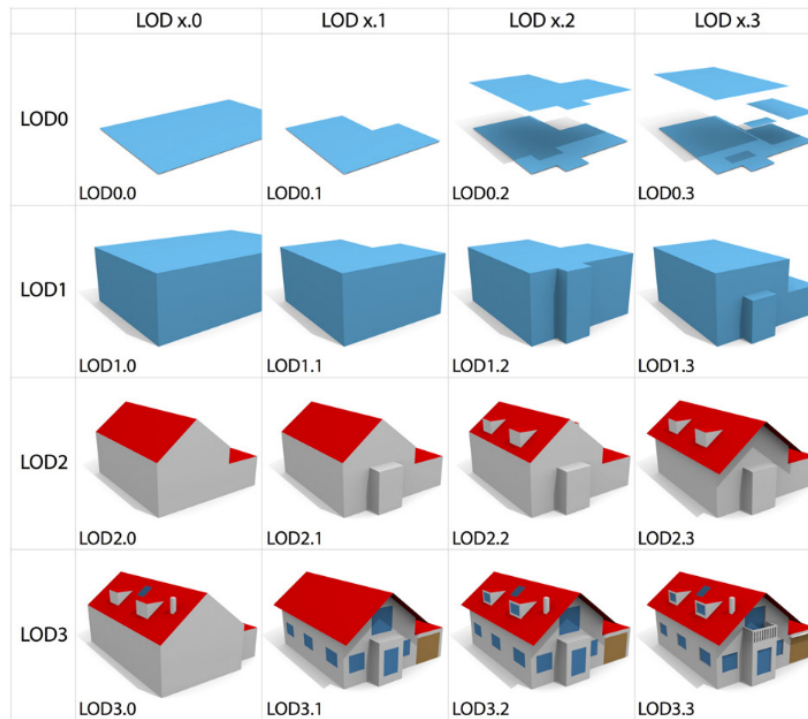 LOD x.0 LOD x.1 LOD x.2 LOD x.3
LOD0
LOD0.0 LOD0.1 LOD0.2 LOD0.3
LOD1
LOD1.0 LOD1.1 LOD1.2 LOD1.3
LOD2
LOD2.0 LOD2.1 LOD2.2 LOD2.3
LOD3
LOD3.0 LOD3.1 LOD3.2 LOD3.3